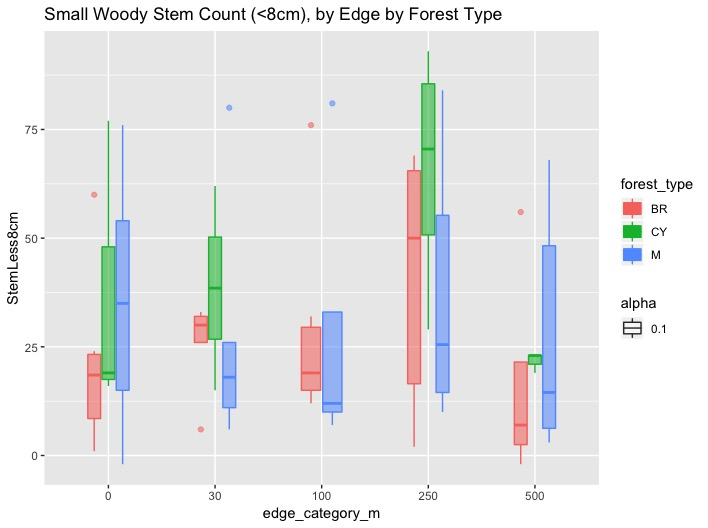 Small Woody Stem Count (<8cm), by Edge by Forest Type
StemLess8cm
75
50
25
0
0 30 100 250 500
edge_category_m
forest_type
BR
CY
M
alpha
0.1